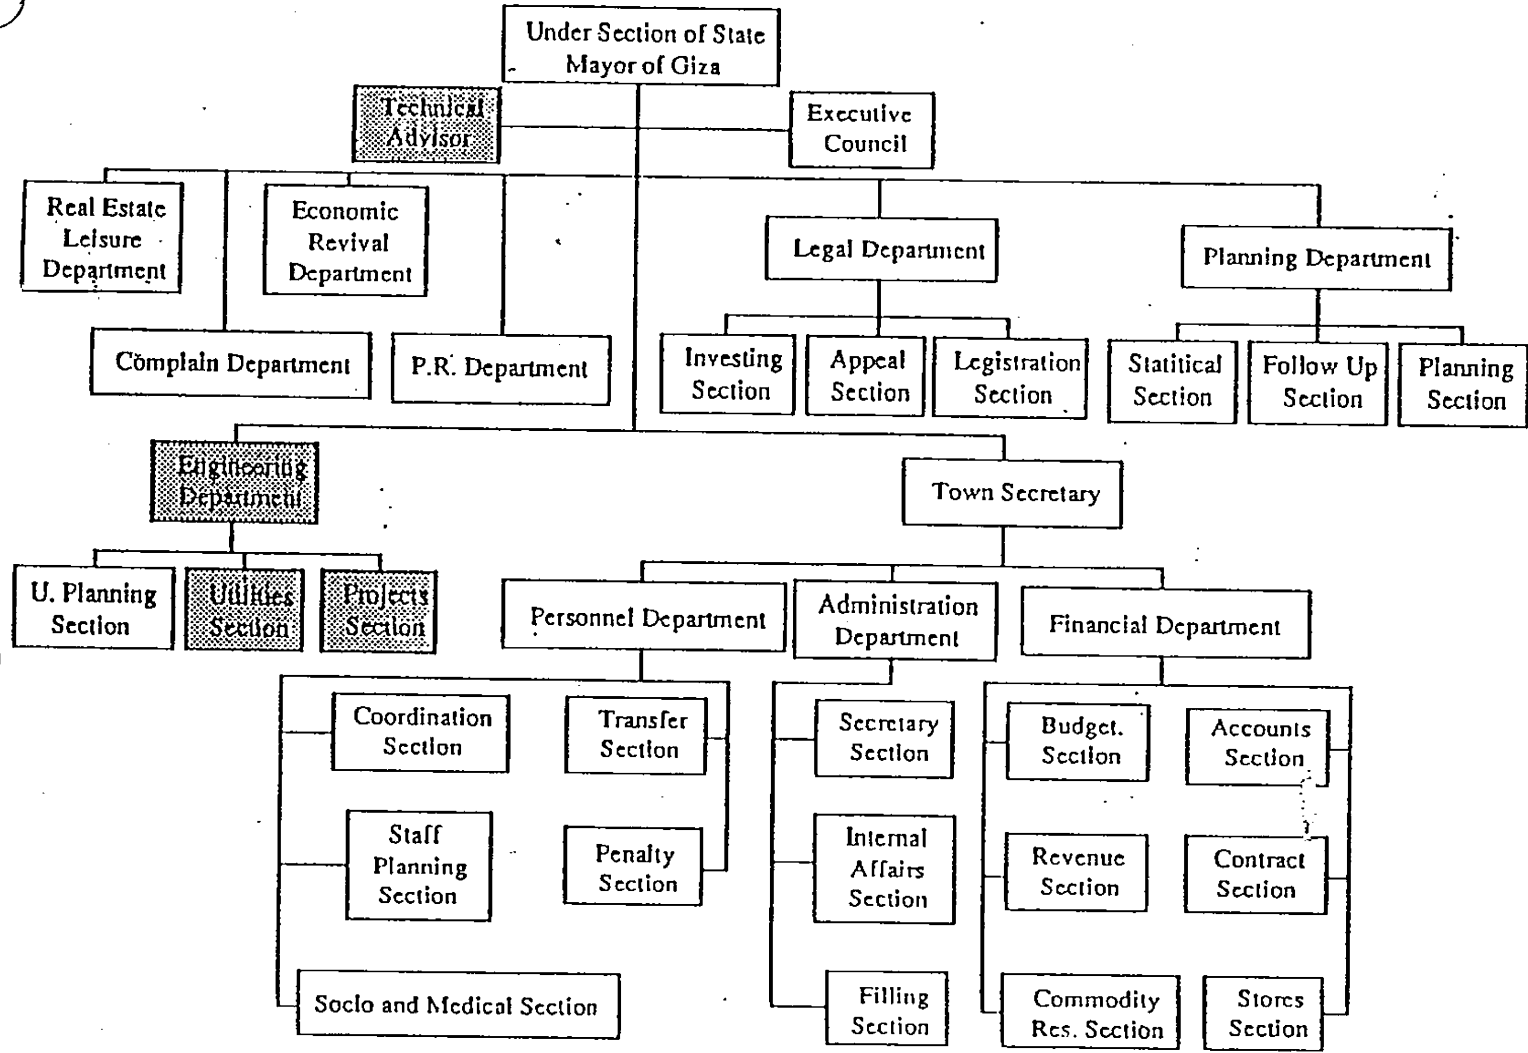 Under Section of State
Mayor of Giza
Technical
Advisor
Executive
Council
Real Estate
Leisure
Department
Economic
Revival
Department
Legal Department
Planning Department
Complain Department
P.R. Department
Investing
Section
Appeal
Section
Legistration
Section
Statitical
Section
Follow Up
Section
Planning
Section
Engineering
Department
Town Secretary
U. Planning
Section
Utilities
Section
Projects
Section
Personnel Department
Administration
Department
Financial Department
Coordination
Section
Transfer
Section
Secretary
Section
Budget.
Section
Accounts
Section
Staff
Planning
Section
Penalty
Section
Internal
Affairs
Section
Revenue
Section
Contract
Section
Socio and Medical Section
Filling
Section
Commodity
Res. Section
Stores
Section